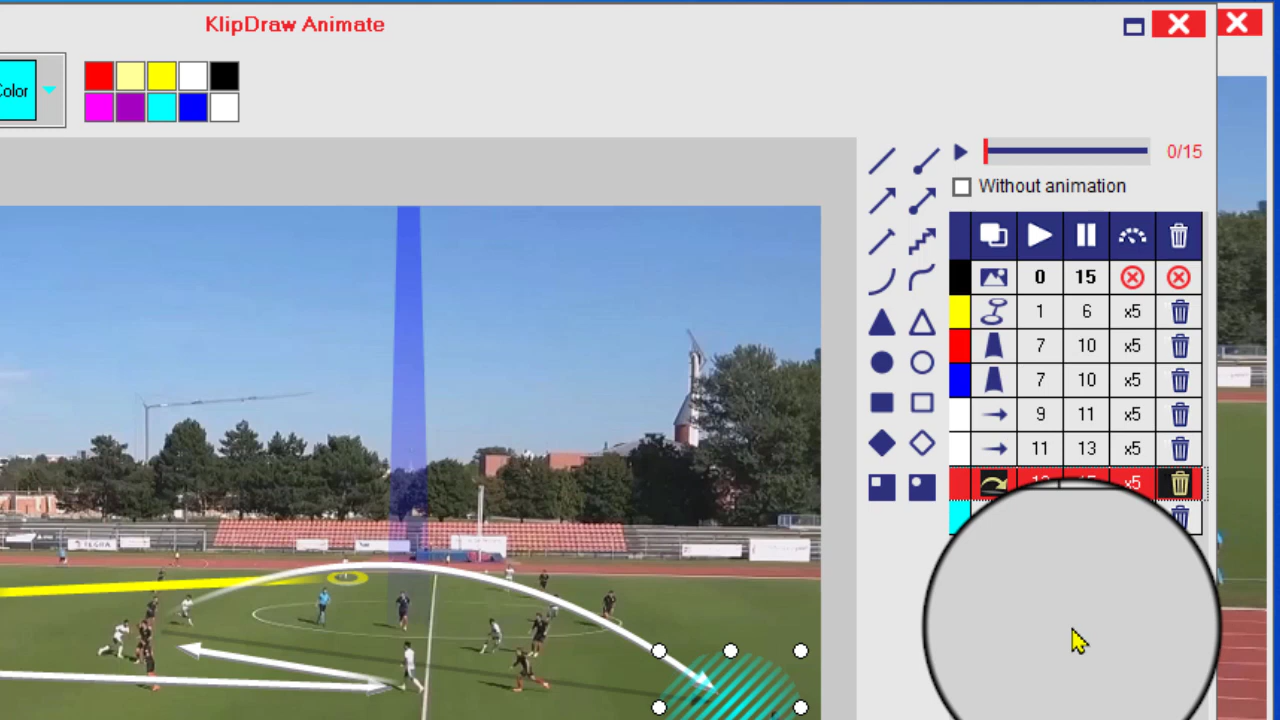 KlipDraw Animate
Color
0/15
Without animation
0 15
1 6 x5
7 10 x5
7 10 x5
9 11 x5
11 13 x5
x5
TEGRA